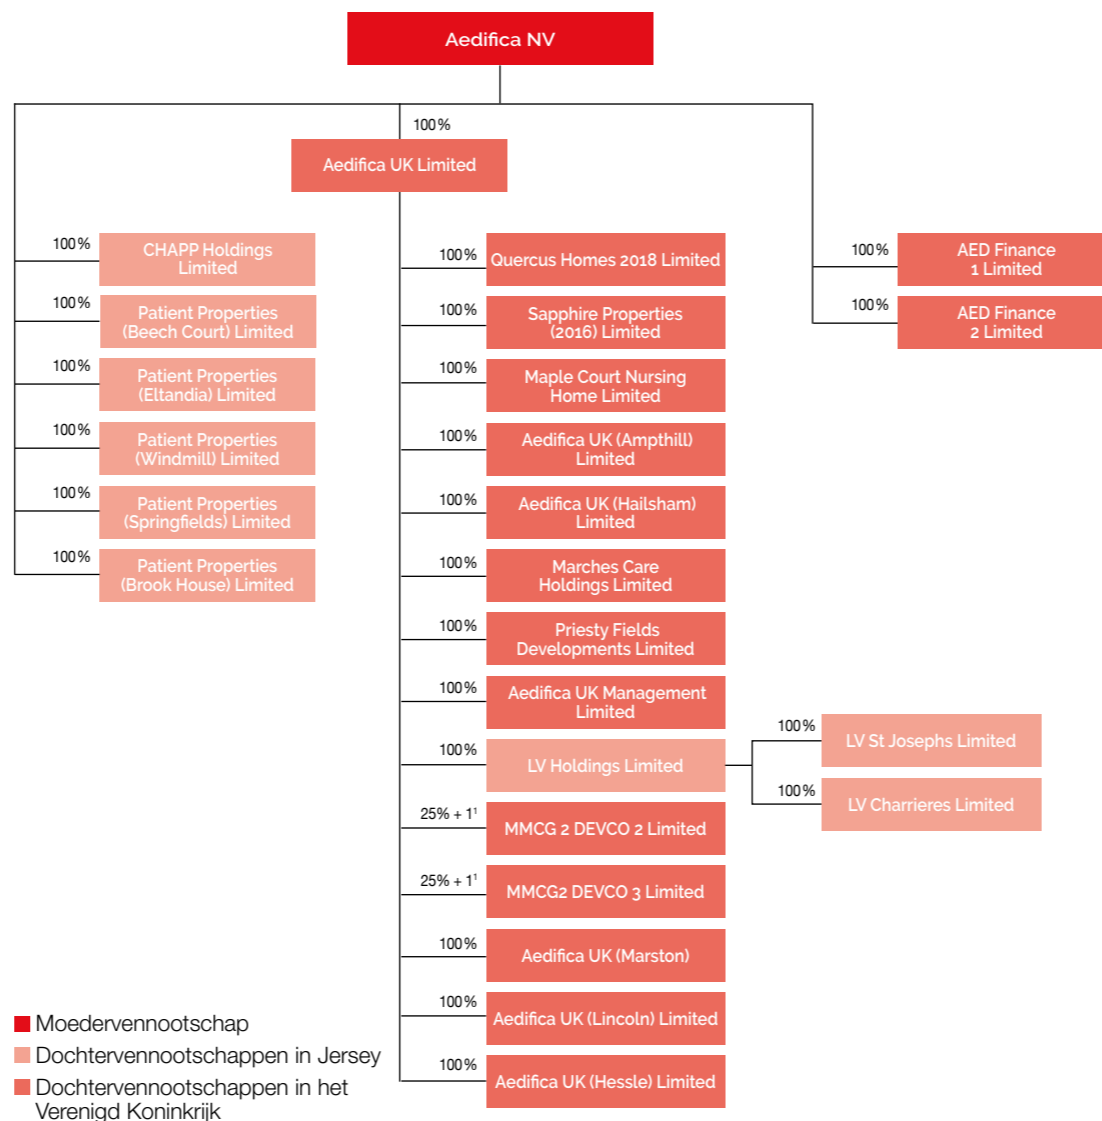 Aedifica NV
100%
Aedifica UK Limited
100%
CHAPP Holdings
Limited
100%
Patient Properties
(Beech Court) Limited
100%
Patient Properties
(Eltandia) Limited
100%
Patient Properties
(Windmill) Limited
100%
Patient Properties
(Springfields) Limited
100%
Patient Properties
(Brook House) Limited
100%
Quercus Homes 2018 Limited
100%
Sapphire Properties
(2016) Limited
100%
Maple Court Nursing
Home Limited
100%
Aedifica UK (Ampthill)
Limited
100%
Aedifica UK (Hailsham)
Limited
100%
Marches Care
Holdings Limited
100%
Priesty Fields
Developments Limited
100%
Aedifica UK Management
Limited
100%
LV Holdings Limited
100%
LV St Josephs Limited
100%
LV Charrieres Limited
25% + 1¹
MMCG 2 DEVCO 2 Limited
25% + 1¹
MMCG2 DEVCO 3 Limited
100%
Aedifica UK (Marston)
100%
Aedifica UK (Lincoln) Limited
100%
Aedifica UK (Hessle) Limited
100%
AED Finance
1 Limited
100%
AED Finance
2 Limited
Moedervennootschap
Dochtervennootschappen in Jersey
Dochtervennootschappen in het
Verenigd Koninkrijk